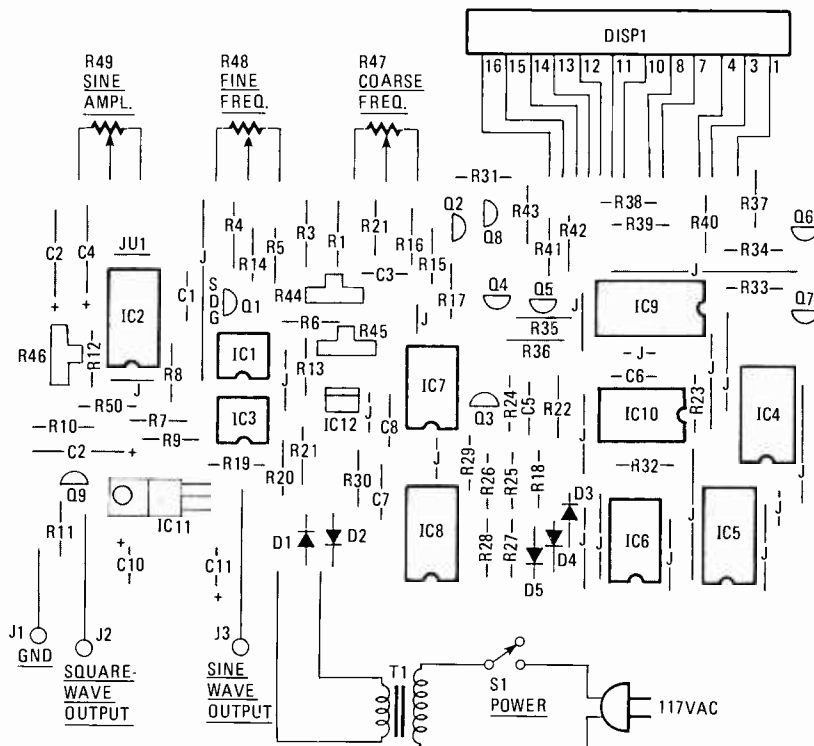 DISP1
16 15 14 13 12 11 10 8 7 4 3 1
R49
SINE
AMPL.
R48
FINE
FREQ.
R47
COARSE
FREQ.
R31
R38
R39
R43
R42
R41
R40
R37
Q6
R34
C2
C4
JU1
R4
R14
R5
R3
R1
R21
R16
R15
Q2
Q8
J
J
C1
S
D
G
Q1
R44
C3
R17
Q4
Q5
R33
Q7
IC2
R6
R45
J
R35
J
IC9
R46
R12
R8
IC1
J
R13
IC7
R36
J
C6
J
J
J
R50
R10
R7
R9
IC3
IC12
J
C8
Q3
R24
C5
R22
IC10
R23
IC4
C2
+
+
+
R19
R20
R21
R30
C7
J
R29
R26
R25
R18
J
R32
J
J
Q9
IC11
D3
R11
D1
D2
IC8
R28
R27
D4
D5
J
J
IC6
J
IC5
J
J
+
C10
C11
+
J1
GND
J2
SQUARE-
WAVE
OUTPUT
J3
SINE
WAVE
OUTPUT
T1
S1
POWER
117VAC